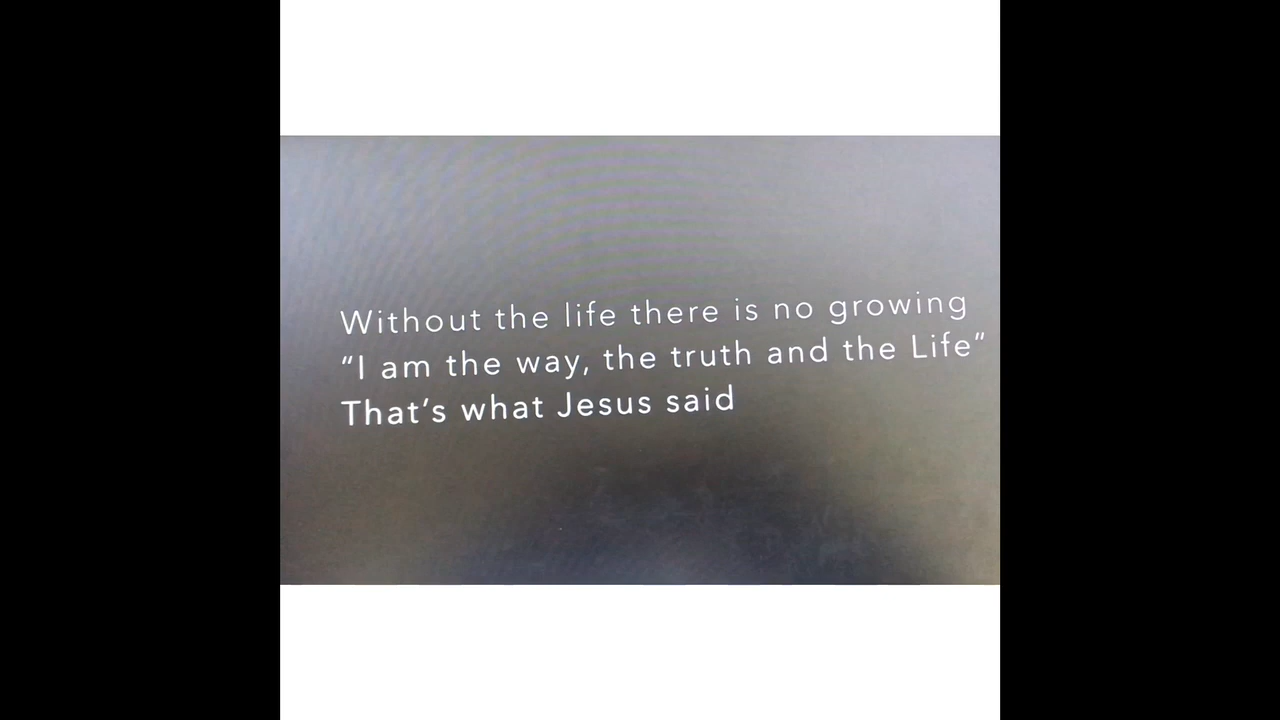 Without the life there is no growing
“I am the way, the truth and the Life”
That’s what Jesus said